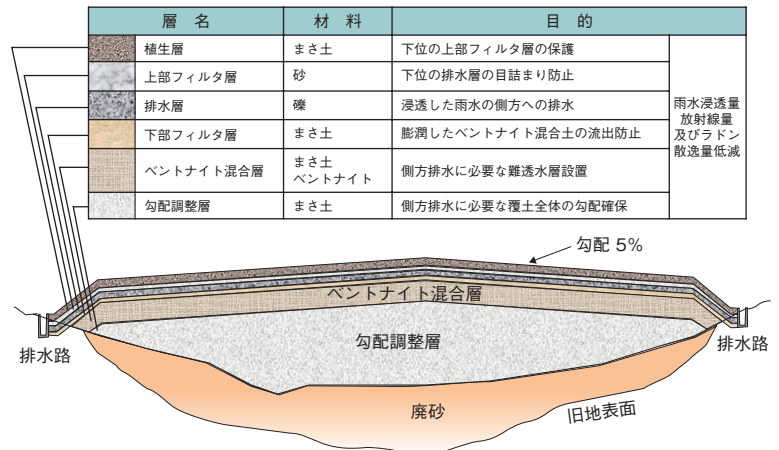 層 名 材 料 目 的
植生層 まさ土 下位の上部フィルタ層の保護
上部フィルタ層 砂 下位の排水層の目詰まり防止
排水層 礫 浸透した雨水の側方への排水
下部フィルタ層 まさ土 膨潤したベントナイト混合土の流出防止
ベントナイト混合層 まさ土 側方排水に必要な難透水層設置
ベントナイト
勾配調整層 まさ土 側方排水に必要な覆土全体の勾配確保
雨水浸透量
放射線量
及びラドン
散逸量低減
勾配 5%
ベントナイト混合層
排水路
勾配調整層
排水路
廃砂
旧地表面